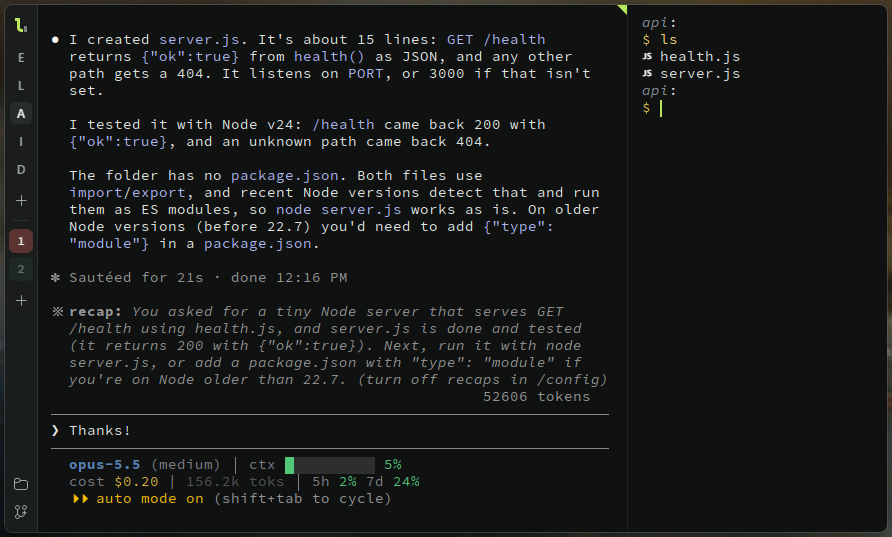 E
L
A
I
D
+
1
2
+
● I created server.js. It's about 15 lines: GET /health
returns {"ok":true} from health() as JSON, and any other
path gets a 404. It listens on PORT, or 3000 if that isn't
set.
I tested it with Node v24: /health came back 200 with
{"ok":true}, and an unknown path came back 404.
The folder has no package.json. Both files use
import/export, and recent Node versions detect that and run
them as ES modules, so node server.js works as is. On older
Node versions (before 22.7) you'd need to add {"type":
"module"} in a package.json.
✻ Sautéed for 21s · done 12:16 PM
※ recap: You asked for a tiny Node server that serves GET
/health using health.js, and server.js is done and tested
(it returns 200 with {"ok":true}). Next, run it with node
server.js, or add a package.json with "type": "module" if
you're on Node older than 22.7. (turn off recaps in /config)
52606 tokens
❯ Thanks!
opus-5.5 (medium) │ ctx 5%
cost $0.20 | 156.2k toks │ 5h 2% 7d 24%
⏵⏵ auto mode on (shift+tab to cycle)
api:
$ ls
JS health.js
JS server.js
api:
$